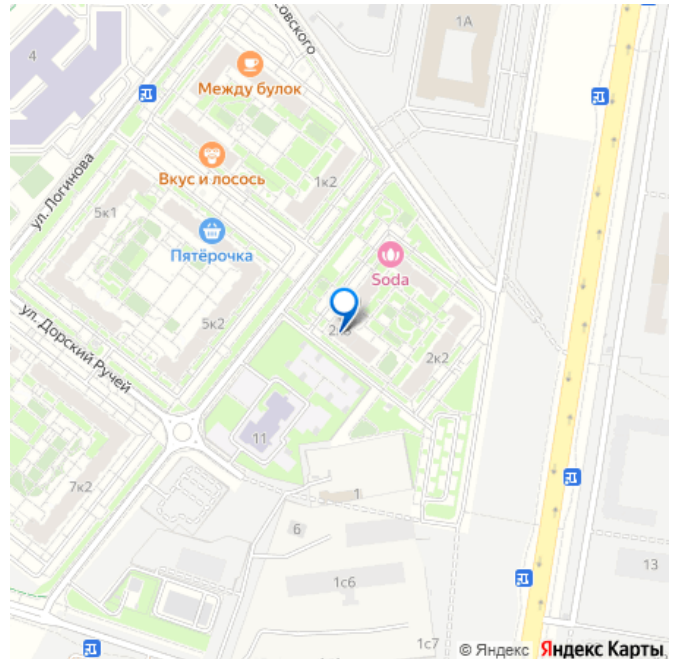 1А
4
Между булок
Вкус и лосось
1к2
ул. Логинова
5к1
Пятёрочка
Soda
5к2
2к2
ул. Дорский Ручей
11
7к2
1
6
1с6
13
1с7
© Яндекс Яндекс Карты